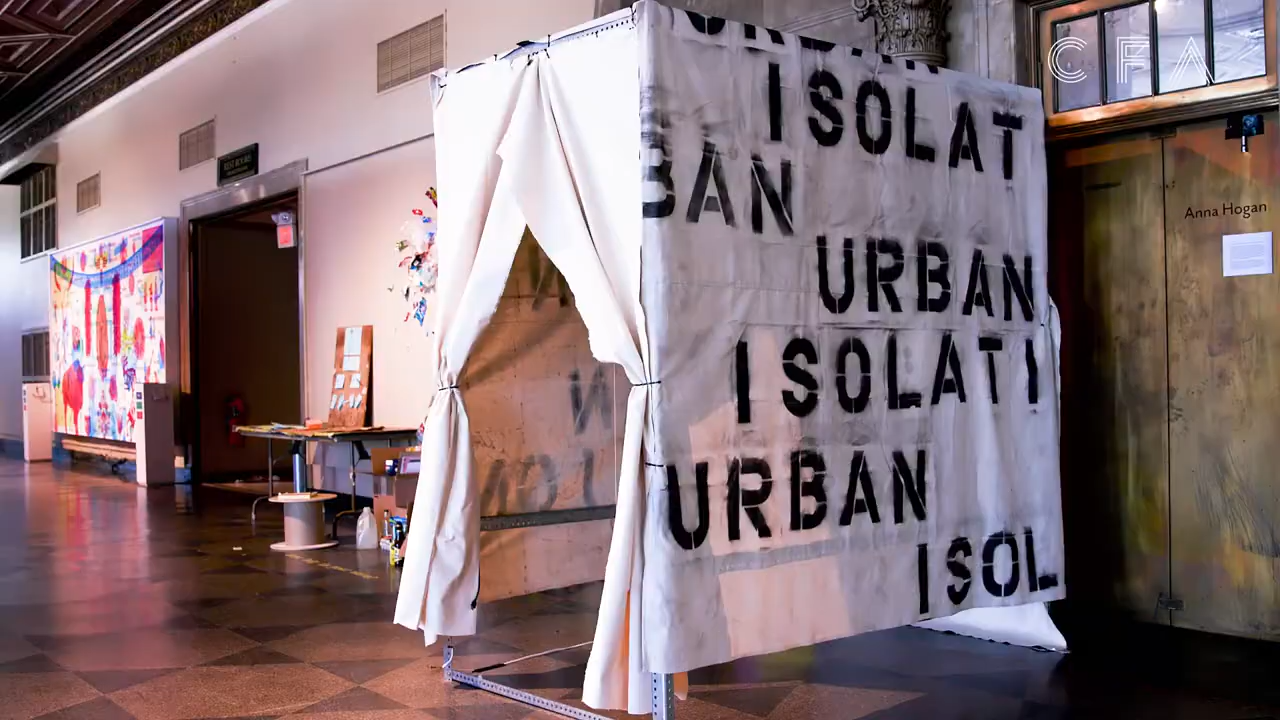 CFA
ISOLAT
BAN
URBAN
ISOLATI
URBAN
ISOL
Anna Hogan